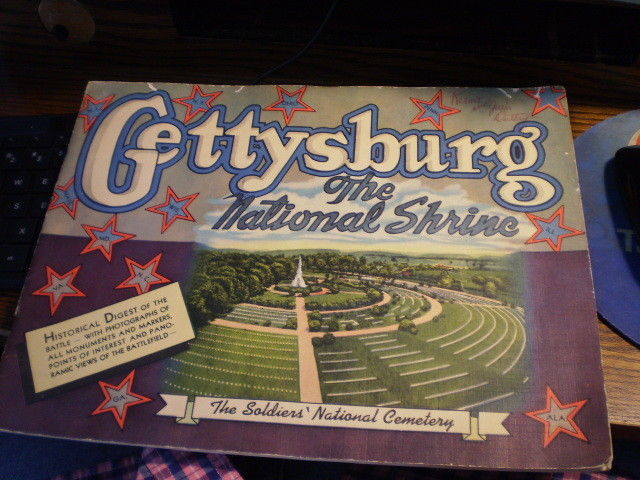 Gettysburg
The
National Shrine
HISTORICAL DIGEST OF THE
BATTLE — WITH PHOTOGRAPHS OF
ALL MONUMENTS AND MARKERS,
POINTS OF INTEREST AND PANO-
RAMIC VIEWS OF THE BATTLEFIELD—
The Soldiers' National Cemetery
GA.
ALA.